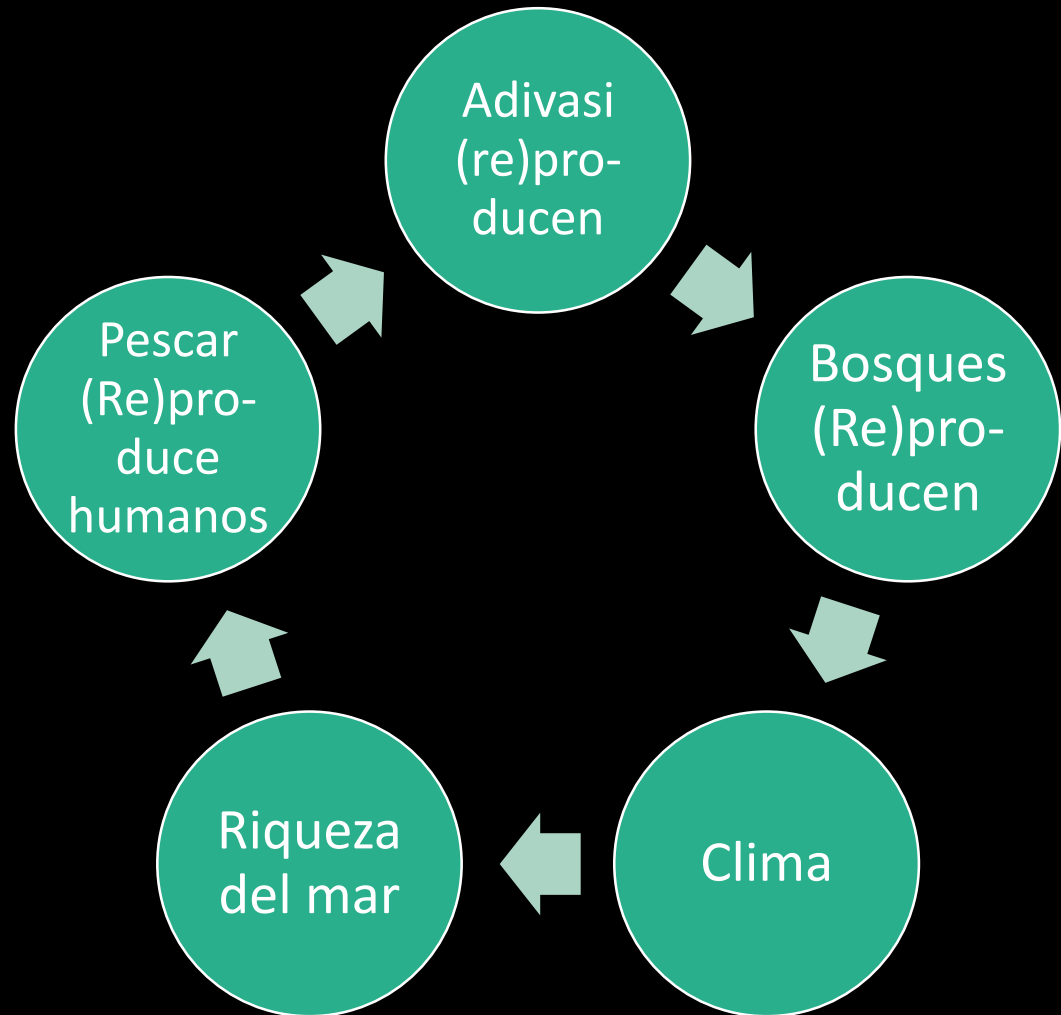 Adivasi
(re)pro-
ducen
Bosques
(Re)pro-
ducen
Clima
Riqueza
del mar
Pescar
(Re)pro-
duce
humanos